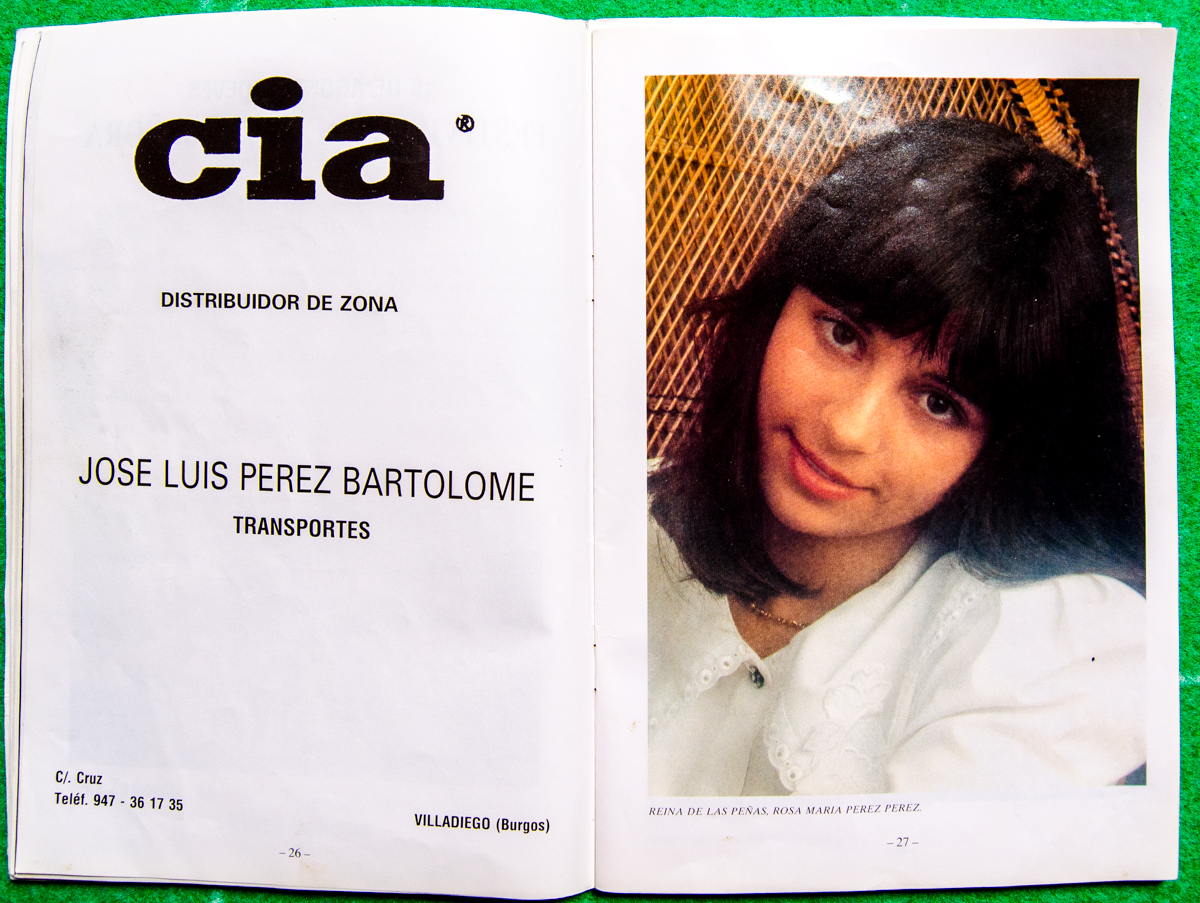 cia®
DISTRIBUIDOR DE ZONA
JOSE LUIS PEREZ BARTOLOME
TRANSPORTES
C/. Cruz
Teléf. 947 - 36 17 35
VILLADIEGO (Burgos)
– 26 –
REINA DE LAS PEÑAS, ROSA MARIA PEREZ PEREZ.
– 27 –